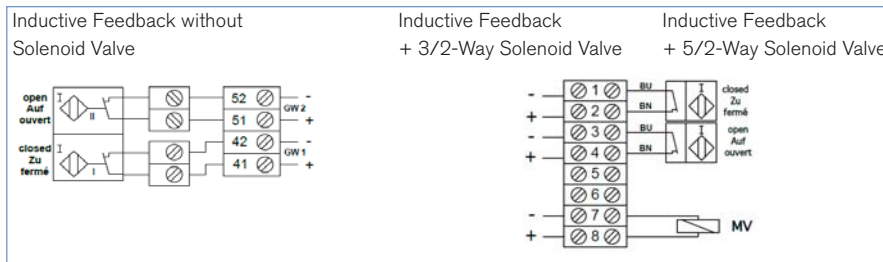 Inductive Feedback without
Solenoid Valve
Inductive Feedback
+ 3/2-Way Solenoid Valve
Inductive Feedback
+ 5/2-Way Solenoid Valve
open
Auf
ouvert
I
II
52
-
GW 2
51
+
closed
Zu
fermé
I
I
42
-
GW 1
41
+
-
1
BU
I
closed
Zu
fermé
+
2
BN
-
3
BU
I
open
Auf
ouvert
+
4
BN
5
6
-
7
MV
+
8